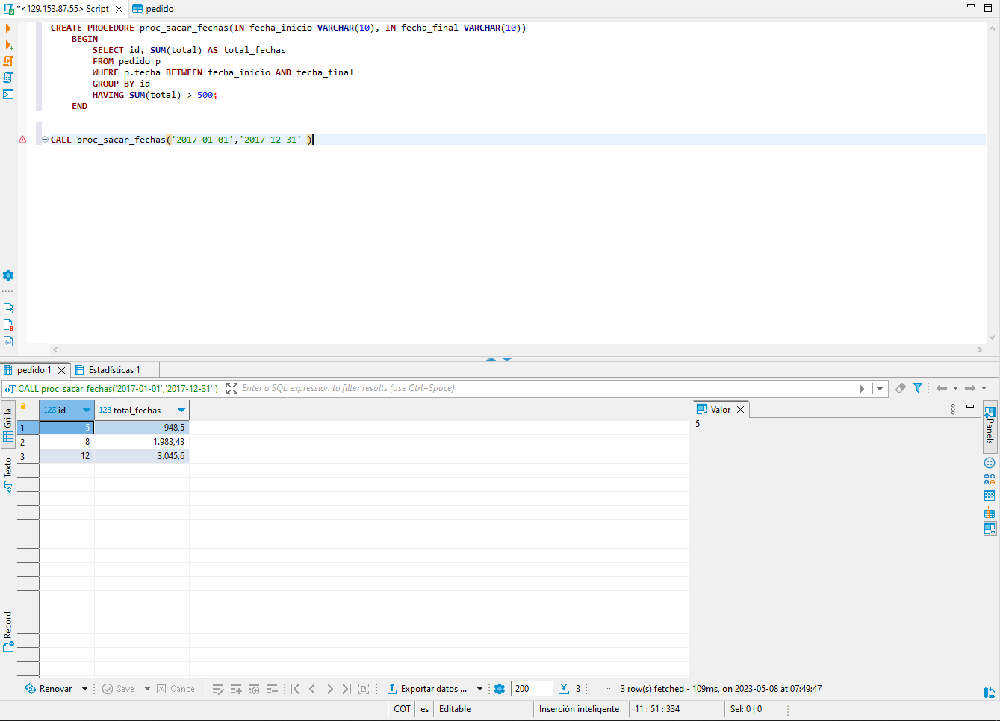 *<129.153.87.55> Script
pedido
CREATE PROCEDURE proc_sacar_fechas(IN fecha_inicio VARCHAR(10), IN fecha_final VARCHAR(10))
BEGIN
SELECT id, SUM(total) AS total_fechas
FROM pedido p
WHERE p.fecha BETWEEN fecha_inicio AND fecha_final
GROUP BY id
HAVING SUM(total) > 500;
END
CALL proc_sacar_fechas('2017-01-01','2017-12-31' )
pedido 1
Estadísticas 1
CALL proc_sacar_fechas('2017-01-01','2017-12-31' )
Enter a SQL expression to filter results (use Ctrl+Space)
Grilla
Texto
Record
123 id
123 total_fechas
1 5 948,5
2 8 1.983,43
3 12 3.045,6
Valor
5
Panels
Renovar
Save
Cancel
Exportar datos ...
200
3
... 3 row(s) fetched - 109ms, on 2023-05-08 at 07:49:47
COT
es
Editable
Inserción inteligente
11 : 51 : 334
Sel: 0 | 0